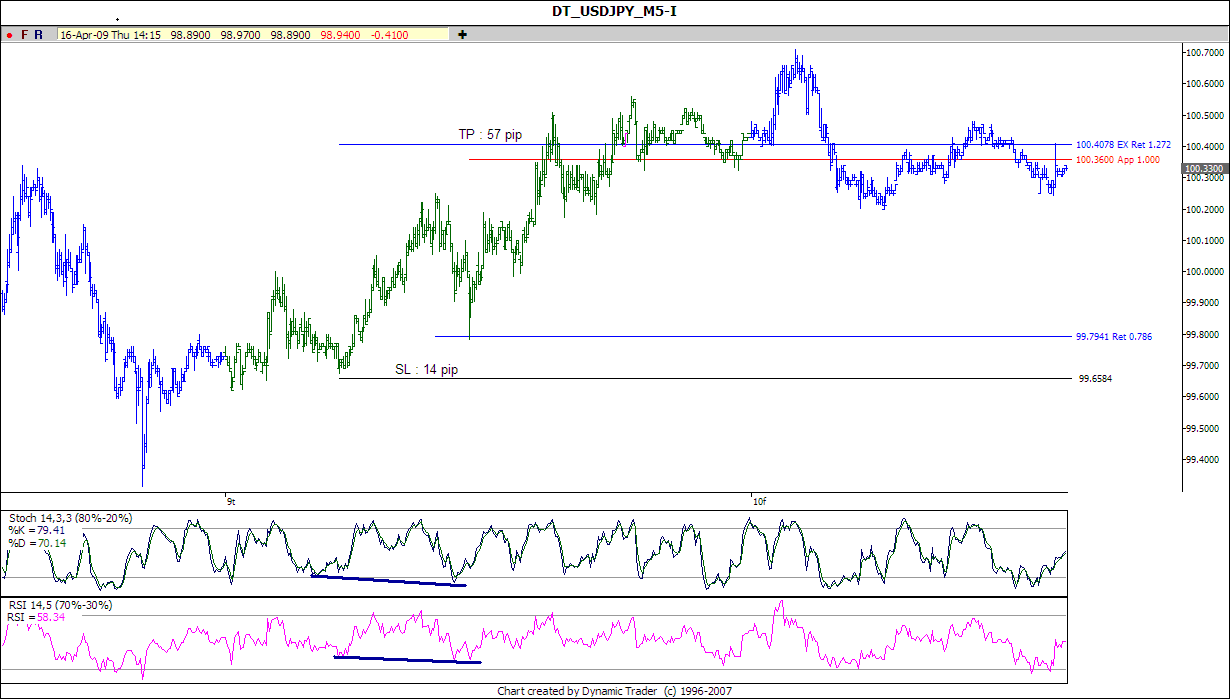 DT_USDJPY_M5-I
F R 16-Apr-09 Thu 14:15 98.8900 98.9700 98.8900 98.9400 -0.4100
100.7000
100.6000
100.5000
TP : 57 pip
100.4000
100.4078 EX Ret 1.272
100.3600 App 1.000
100.3300
100.3000
100.2000
100.1000
100.0000
99.9000
99.8000
99.7941 Ret 0.786
99.7000
SL : 14 pip
99.6584
99.6000
99.5000
99.4000
9t 10f
Stoch 14,3,3 (80%-20%)
%K =79.41
%D =70.14
RSI 14,5 (70%-30%)
RSI =58.34
Chart created by Dynamic Trader (c) 1996-2007